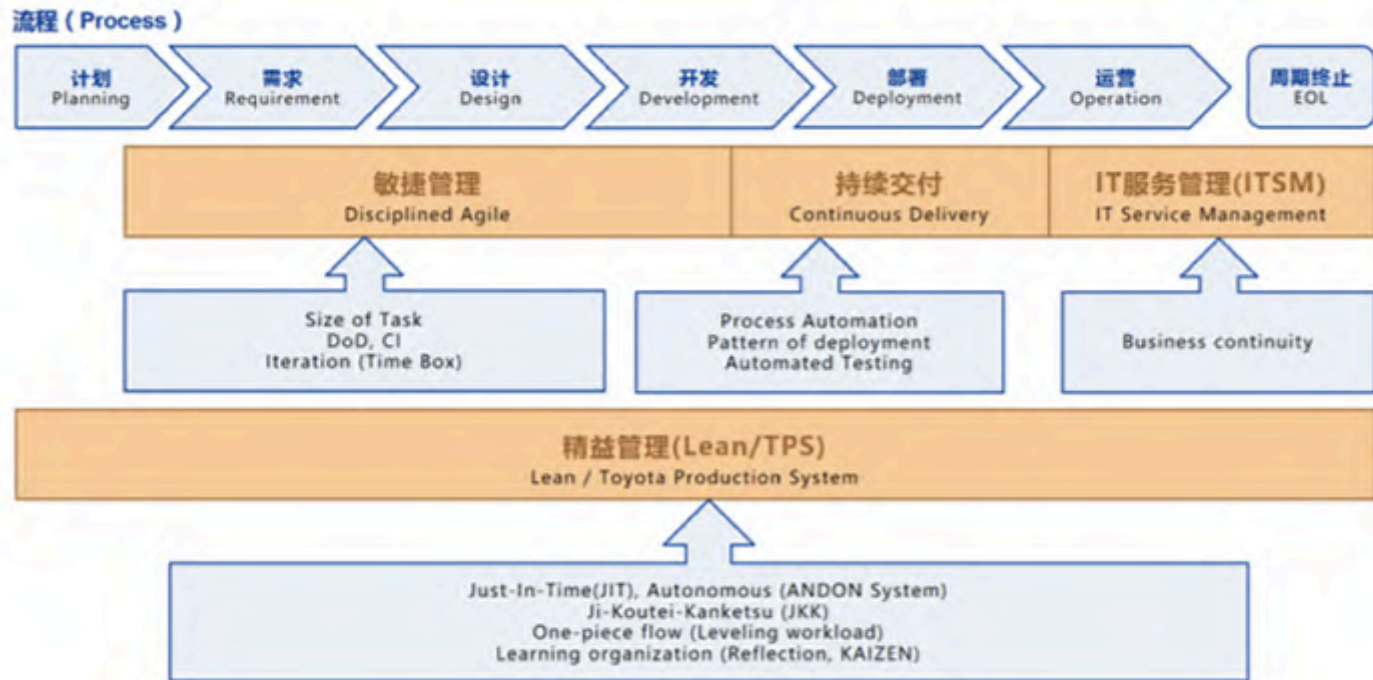 流程 ( Process )
计划
Planning
需求
Requirement
设计
Design
开发
Development
部署
Deployment
运营
Operation
周期终止
EOL
敏捷管理
Disciplined Agile
持续交付
Continuous Delivery
IT服务管理(ITSM)
IT Service Management
Size of Task
DoD, CI
Iteration (Time Box)
Process Automation
Pattern of deployment
Automated Testing
Business continuity
精益管理(Lean/TPS)
Lean / Toyota Production System
Just-In-Time(JIT), Autonomous (ANDON System)
Ji-Koutei-Kanketsu (JKK)
One-piece flow (Leveling workload)
Learning organization (Reflection, KAIZEN)